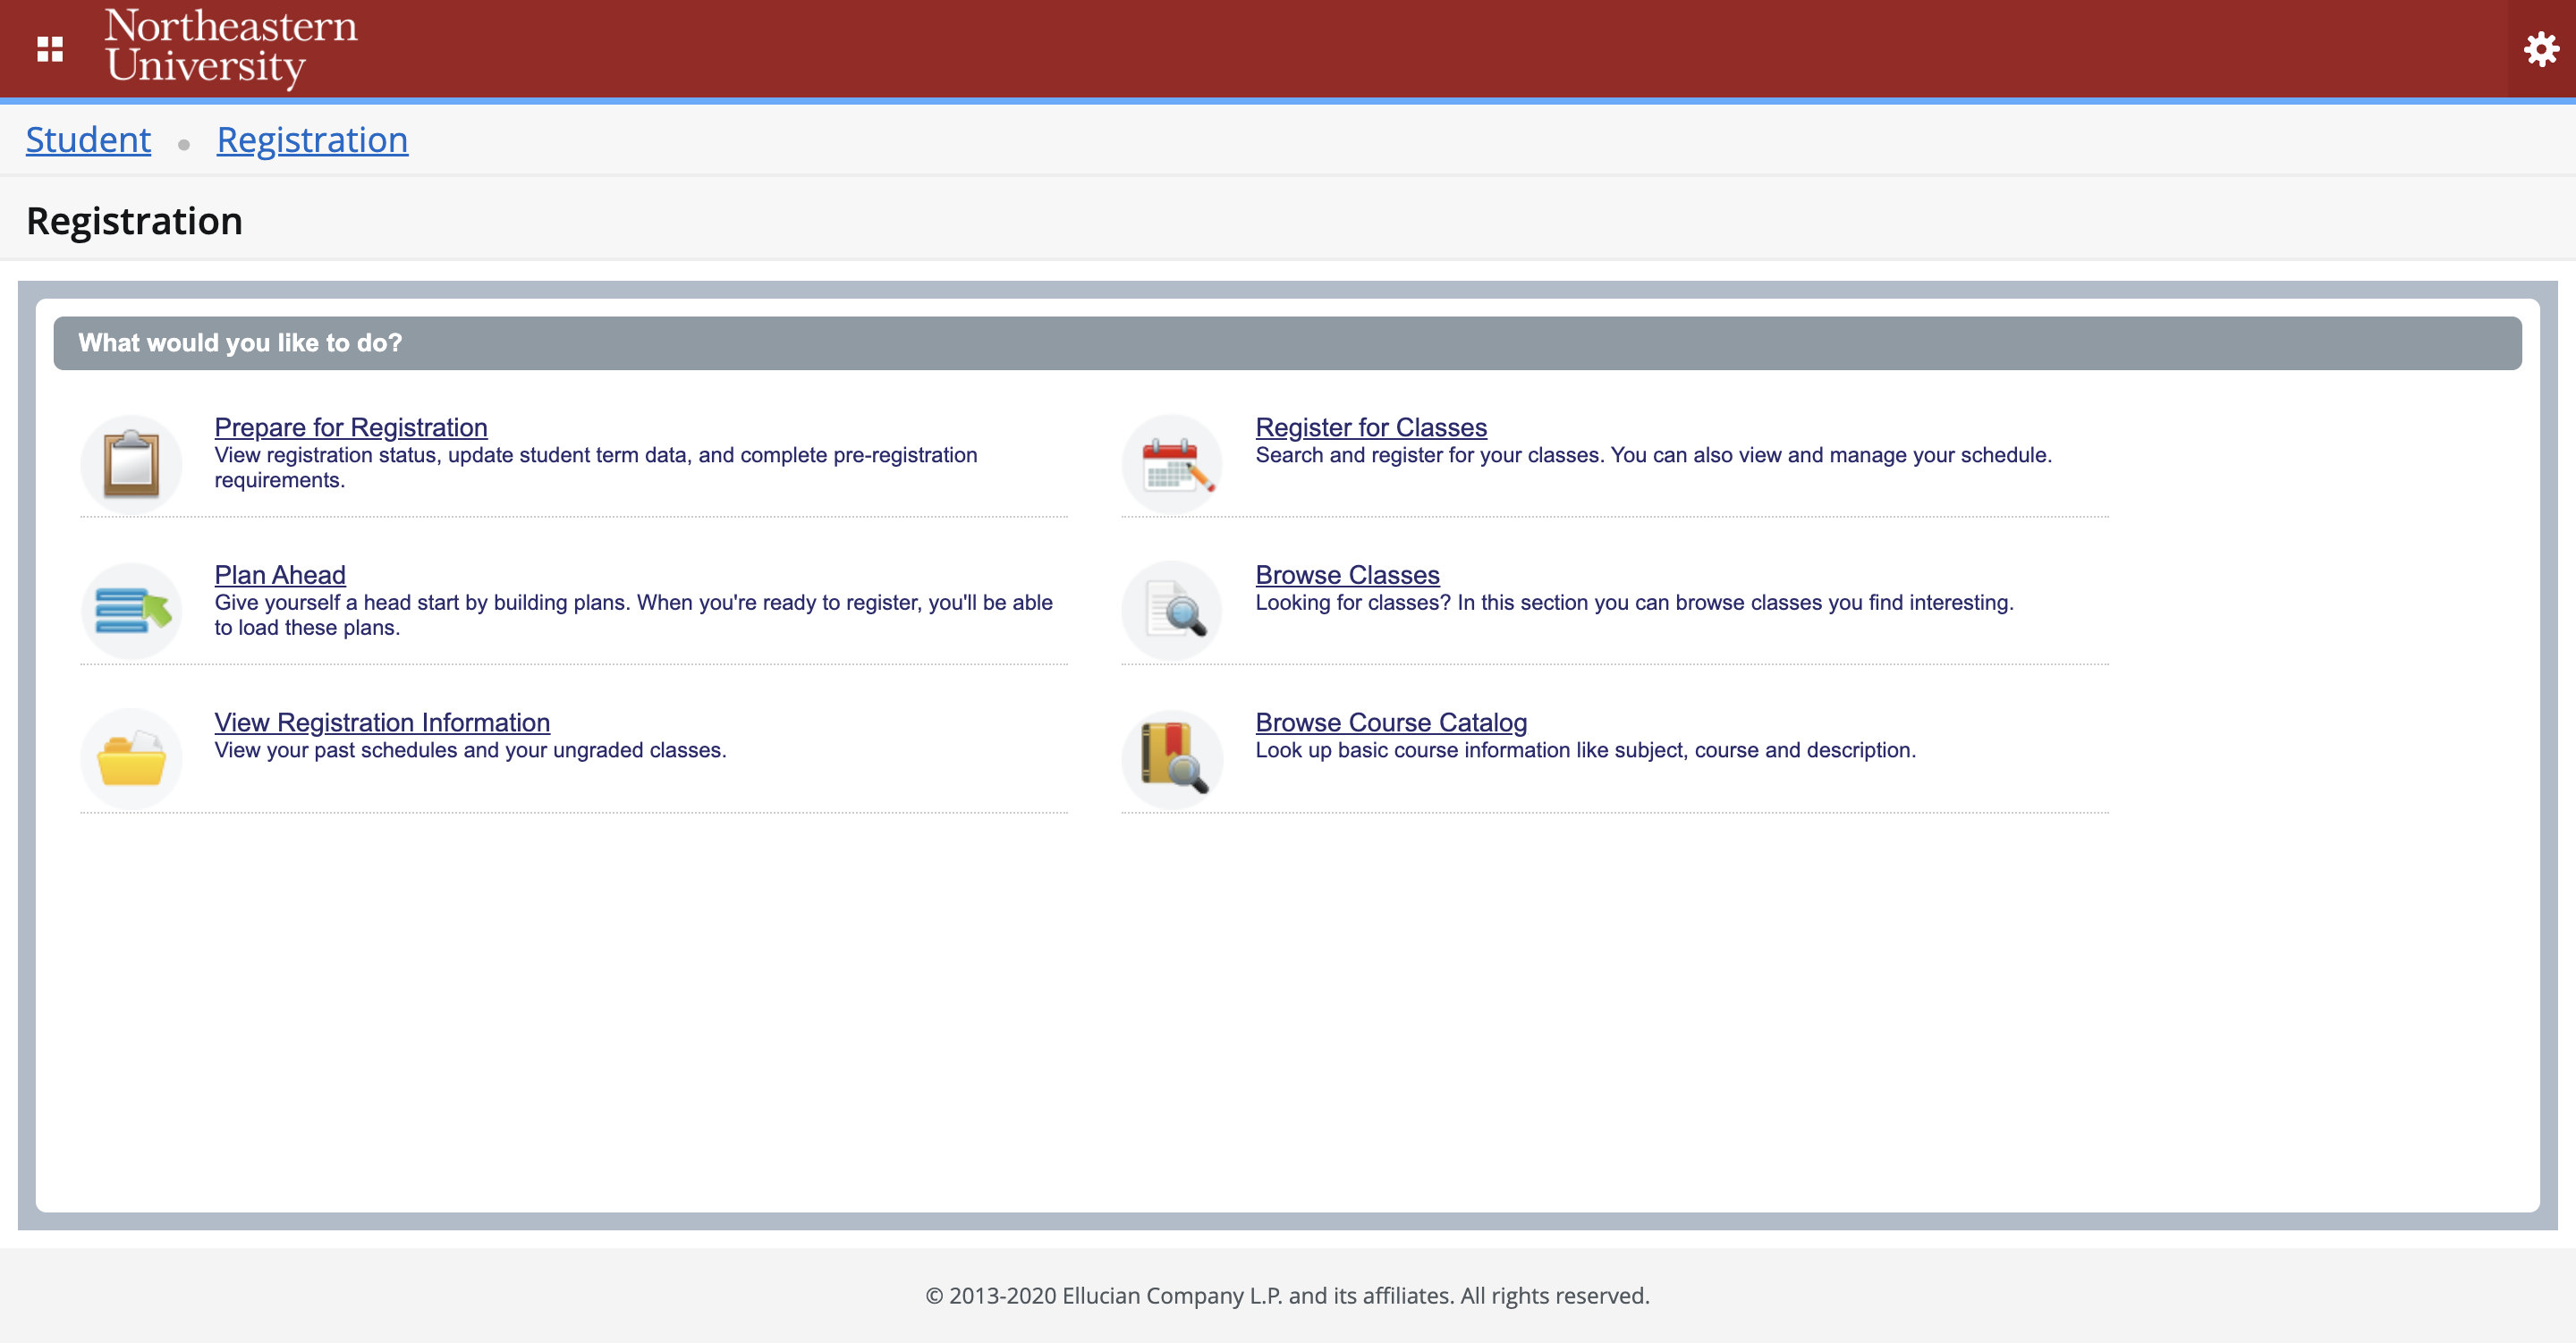 Northeastern
University
Student
Registration
Registration
What would you like to do?
Prepare for Registration
View registration status, update student term data, and complete pre-registration
requirements.
Register for Classes
Search and register for your classes. You can also view and manage your schedule.
Plan Ahead
Give yourself a head start by building plans. When you're ready to register, you'll be able
to load these plans.
Browse Classes
Looking for classes? In this section you can browse classes you find interesting.
View Registration Information
View your past schedules and your ungraded classes.
Browse Course Catalog
Look up basic course information like subject, course and description.
© 2013-2020 Ellucian Company L.P. and its affiliates. All rights reserved.